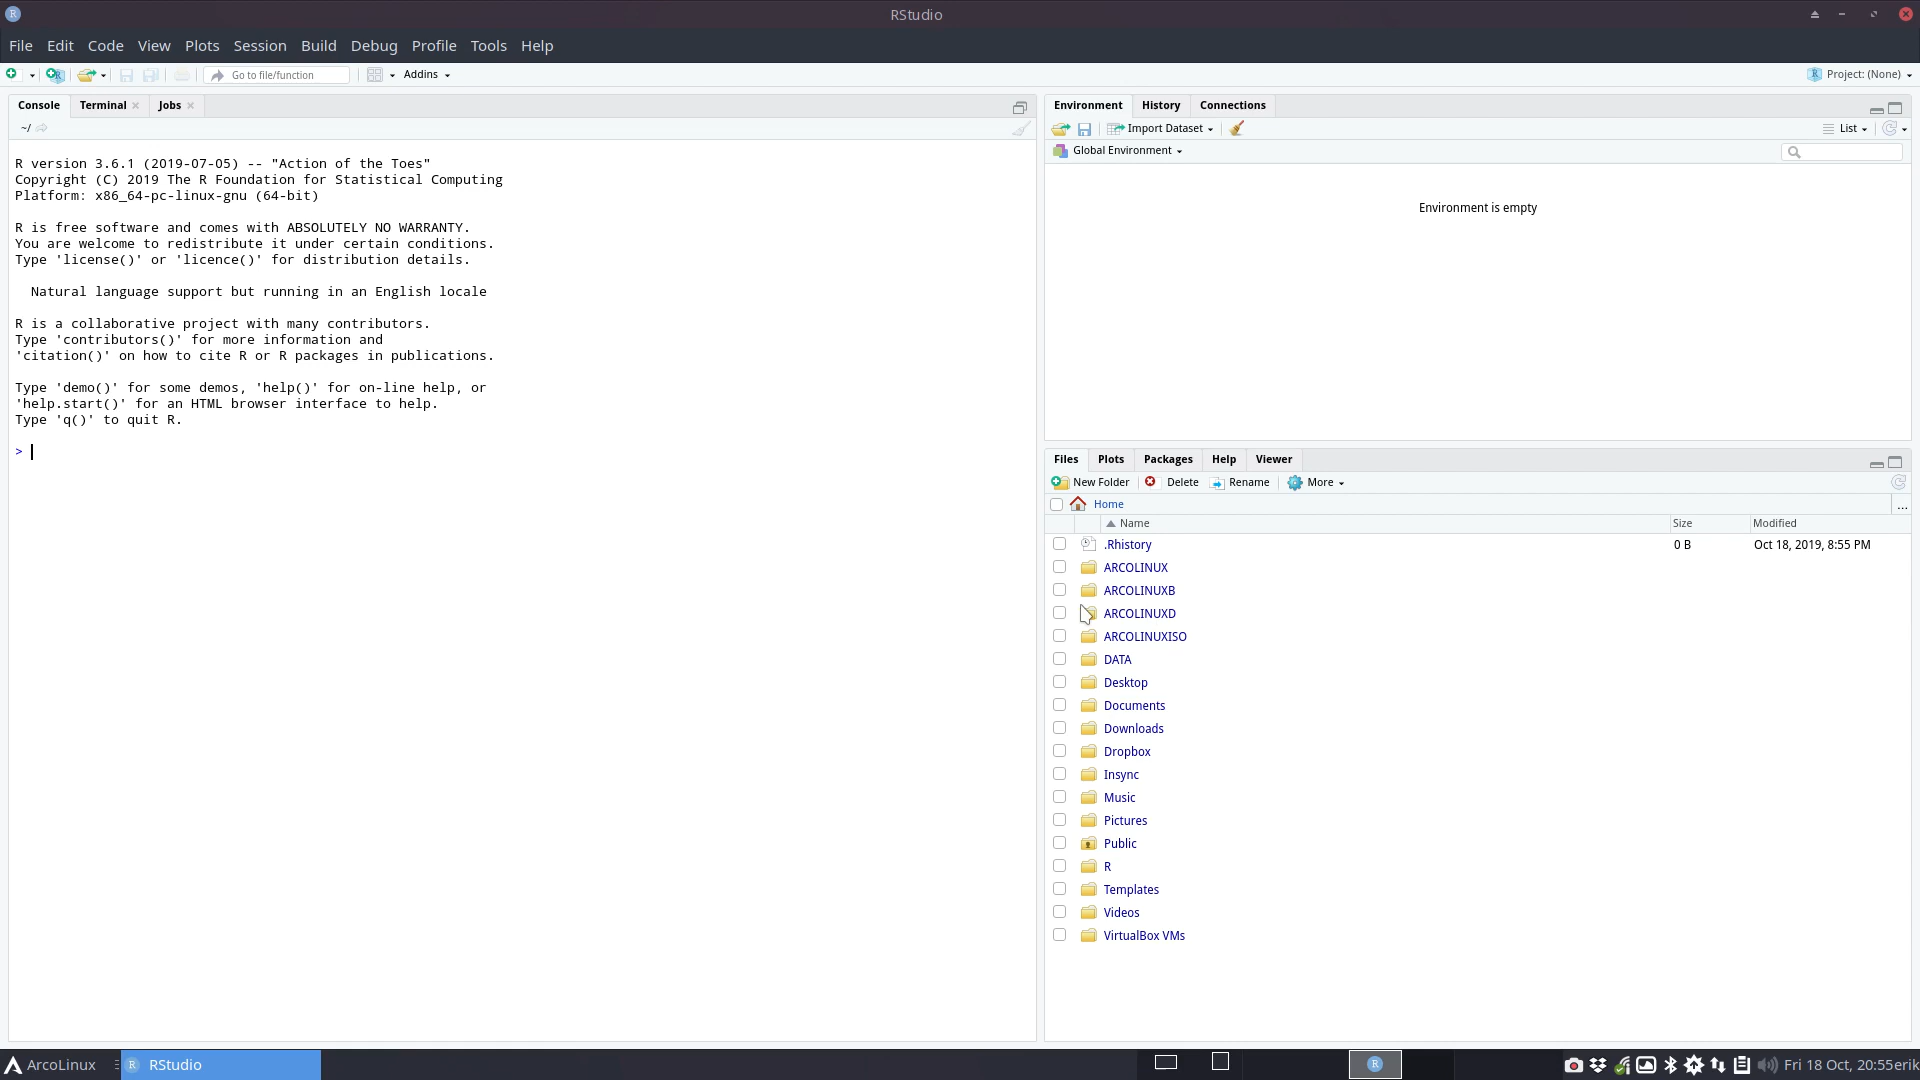 RStudio
File Edit Code View Plots Session Build Debug Profile Tools Help
Go to file/function Addins Project: (None)
Console Terminal Jobs
~/
R version 3.6.1 (2019-07-05) -- "Action of the Toes"
Copyright (C) 2019 The R Foundation for Statistical Computing
Platform: x86_64-pc-linux-gnu (64-bit)
R is free software and comes with ABSOLUTELY NO WARRANTY.
You are welcome to redistribute it under certain conditions.
Type 'license()' or 'licence()' for distribution details.
Natural language support but running in an English locale
R is a collaborative project with many contributors.
Type 'contributors()' for more information and
'citation()' on how to cite R or R packages in publications.
Type 'demo()' for some demos, 'help()' for on-line help, or
'help.start()' for an HTML browser interface to help.
Type 'q()' to quit R.
>
Environment History Connections
Import Dataset List
Global Environment
Environment is empty
Files Plots Packages Help Viewer
New Folder Delete Rename More
Home ...
Name Size Modified
.Rhistory 0 B Oct 18, 2019, 8:55 PM
ARCOLINUX
ARCOLINUXB
ARCOLINUXD
ARCOLINUXISO
DATA
Desktop
Documents
Downloads
Dropbox
Insync
Music
Pictures
Public
R
Templates
Videos
VirtualBox VMs
ArcoLinux RStudio Fri 18 Oct, 20:55erik